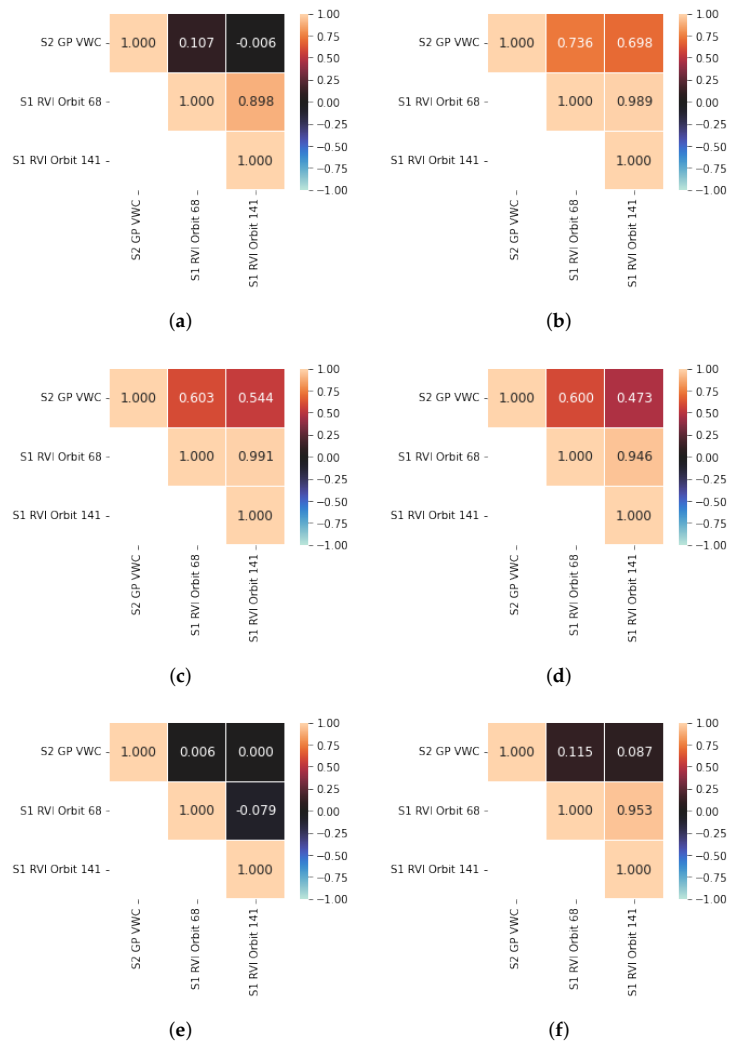 S2 GP VWC - 1.000 0.107 -0.006
S1 RVI Orbit 68 - 1.000 0.898
S1 RVI Orbit 141 - 1.000
S2 GP VWC
S1 RVI Orbit 68
S1 RVI Orbit 141
1.00
0.75
0.50
0.25
0.00
−0.25
−0.50
−0.75
−1.00
(a)
S2 GP VWC - 1.000 0.736 0.698
S1 RVI Orbit 68 - 1.000 0.989
S1 RVI Orbit 141 - 1.000
S2 GP VWC
S1 RVI Orbit 68
S1 RVI Orbit 141
1.00
0.75
0.50
0.25
0.00
−0.25
−0.50
−0.75
−1.00
(b)
S2 GP VWC - 1.000 0.603 0.544
S1 RVI Orbit 68 - 1.000 0.991
S1 RVI Orbit 141 - 1.000
S2 GP VWC
S1 RVI Orbit 68
S1 RVI Orbit 141
1.00
0.75
0.50
0.25
0.00
−0.25
−0.50
−0.75
−1.00
(c)
S2 GP VWC - 1.000 0.600 0.473
S1 RVI Orbit 68 - 1.000 0.946
S1 RVI Orbit 141 - 1.000
S2 GP VWC
S1 RVI Orbit 68
S1 RVI Orbit 141
1.00
0.75
0.50
0.25
0.00
−0.25
−0.50
−0.75
−1.00
(d)
S2 GP VWC - 1.000 0.006 0.000
S1 RVI Orbit 68 - 1.000 -0.079
S1 RVI Orbit 141 - 1.000
S2 GP VWC
S1 RVI Orbit 68
S1 RVI Orbit 141
1.00
0.75
0.50
0.25
0.00
−0.25
−0.50
−0.75
−1.00
(e)
S2 GP VWC - 1.000 0.115 0.087
S1 RVI Orbit 68 - 1.000 0.953
S1 RVI Orbit 141 - 1.000
S2 GP VWC
S1 RVI Orbit 68
S1 RVI Orbit 141
1.00
0.75
0.50
0.25
0.00
−0.25
−0.50
−0.75
−1.00
(f)